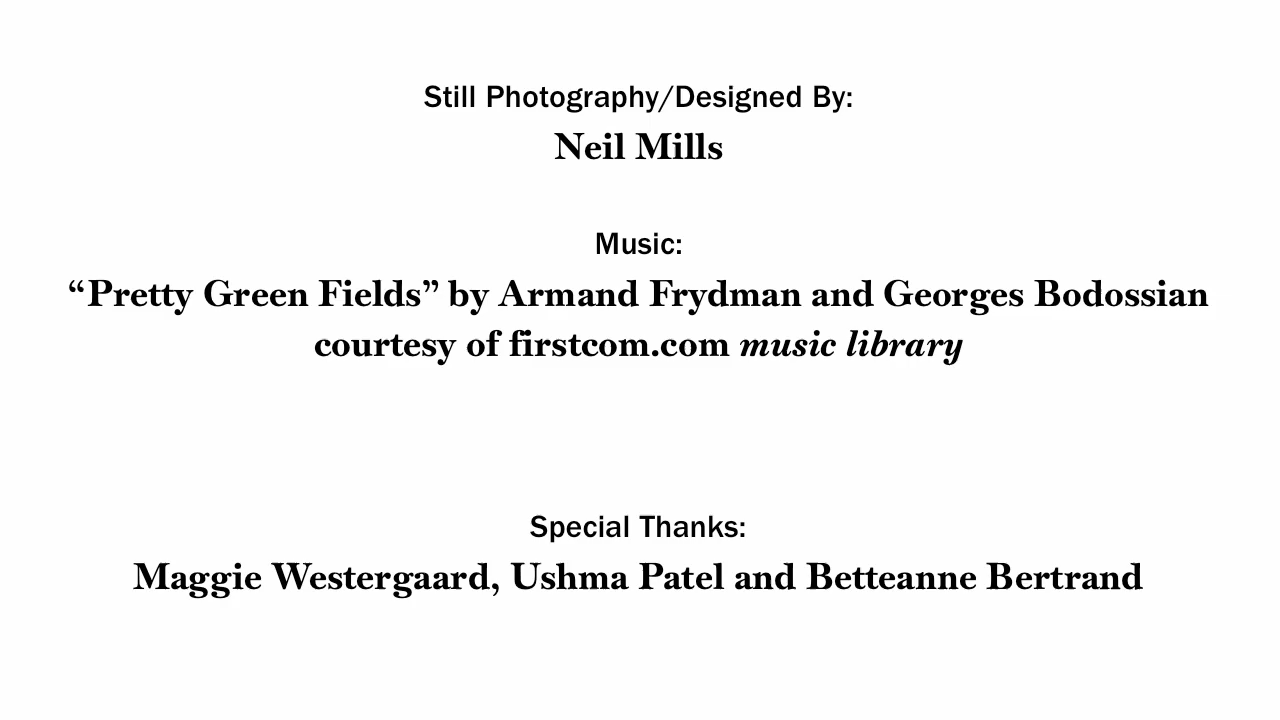 Still Photography/Designed By:
Neil Mills
Music:
“Pretty Green Fields” by Armand Frydman and Georges Bodossian
courtesy of firstcom.com music library
Special Thanks:
Maggie Westergaard, Ushma Patel and Betteanne Bertrand